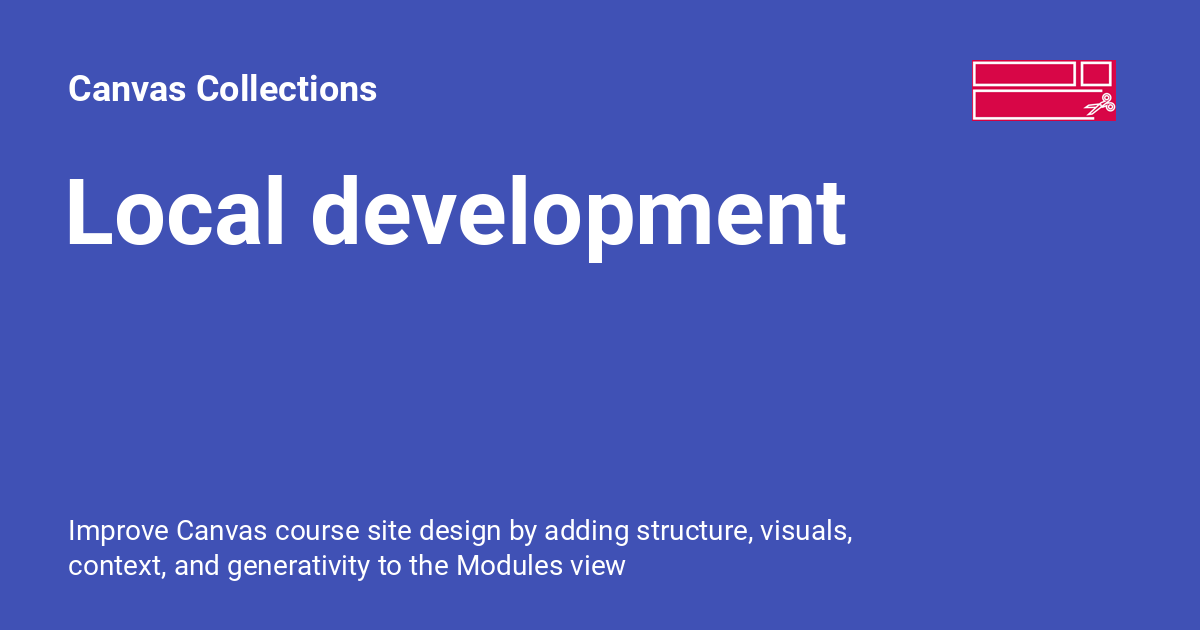 Canvas Collections
Local development
Improve Canvas course site design by adding structure, visuals,
context, and generativity to the Modules view